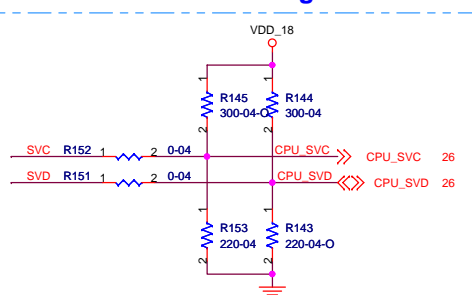 VDD_18
1 1
R145 R144
300-04-O 300-04
2 2
SVC R152 1 2 0-04 CPU_SVC CPU_SVC 26
SVD R151 1 2 0-04 CPU_SVD CPU_SVD 26
1 1
R153 R143
220-04 220-04-O
2 2